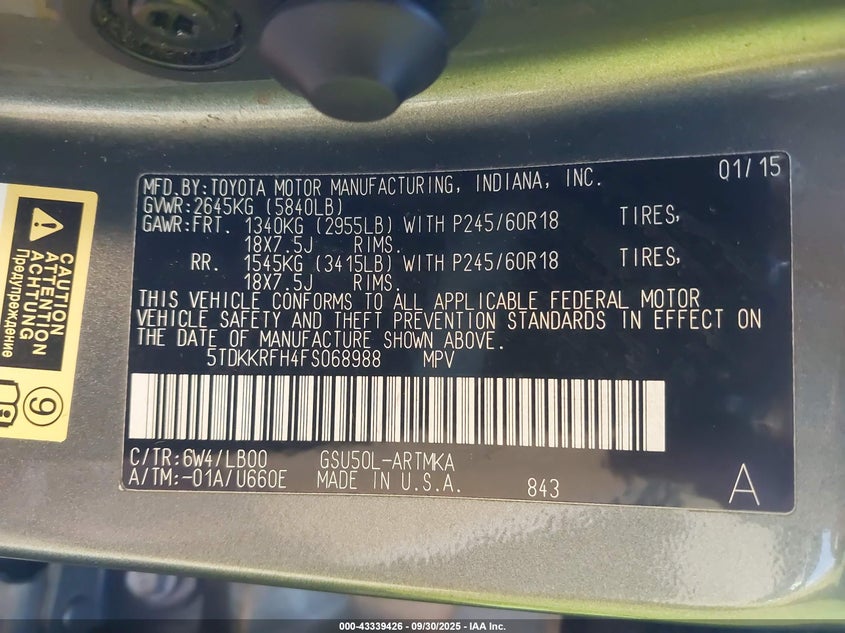 MFD.BY:TOYOTA MOTOR MANUFACTURING, INDIANA, INC. 01/15
GVWR:2645KG (5840LB)
GAWR:FRT. 1340KG (2955LB) WITH P245/60R18 TIRES,
18X7.5J RIMS.
RR. 1545KG (3415LB) WITH P245/60R18 TIRES,
18X7.5J RIMS.
THIS VEHICLE CONFORMS TO ALL APPLICABLE FEDERAL MOTOR
VEHICLE SAFETY AND THEFT PREVENTION STANDARDS IN EFFECT ON
THE DATE OF MANUFACTURE SHOWN ABOVE.
5TDKKRFH4FS068988 MPV
C/TR:6W4/LB00 GSU50L-ARTMKA
A/TM:-01A/U660E MADE IN U.S.A. 843 A
CAUTION
ATTENTION
ACHTUNG
Предупреждение
9
000-43339426 - 09/30/2025 - IAA Inc.